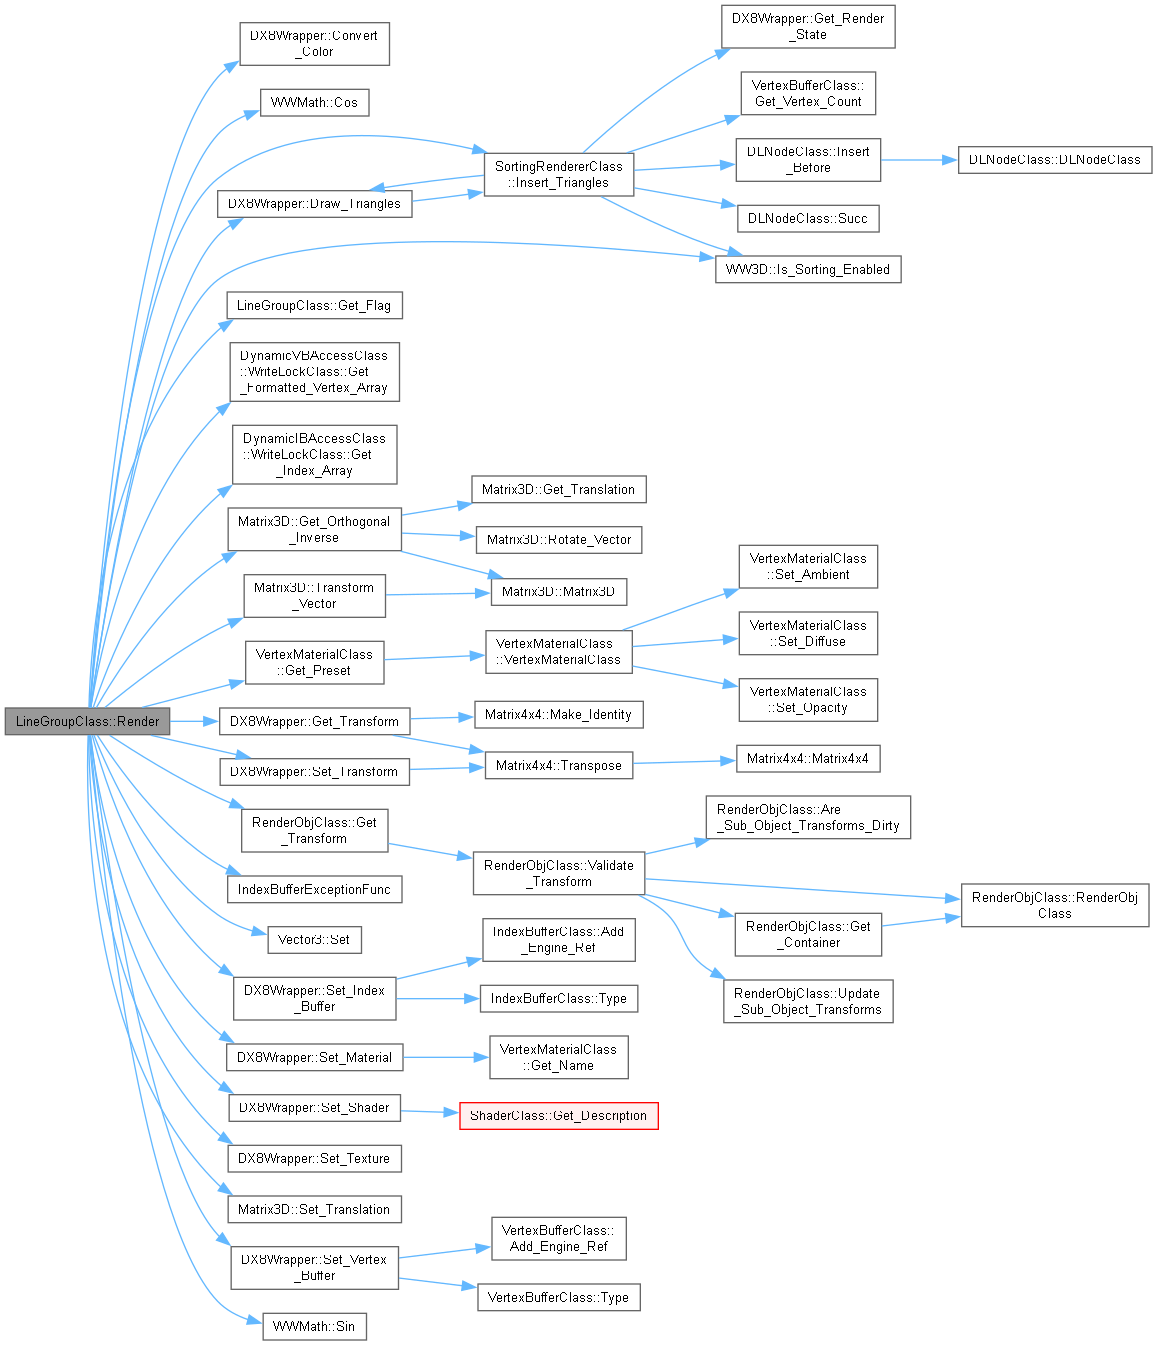 LineGroupClass::Render
DX8Wrapper::Convert
_Color
WWMath::Cos
DX8Wrapper::Draw_Triangles
LineGroupClass::Get_Flag
DynamicVBAccessClass
::WriteLockClass::Get
_Formatted_Vertex_Array
DynamicIBAccessClass
::WriteLockClass::Get
_Index_Array
Matrix3D::Get_Orthogonal
_Inverse
Matrix3D::Transform
_Vector
VertexMaterialClass
::Get_Preset
DX8Wrapper::Get_Transform
DX8Wrapper::Set_Transform
RenderObjClass::Get
_Transform
IndexBufferExceptionFunc
Vector3::Set
DX8Wrapper::Set_Index
_Buffer
DX8Wrapper::Set_Material
DX8Wrapper::Set_Shader
DX8Wrapper::Set_Texture
Matrix3D::Set_Translation
DX8Wrapper::Set_Vertex
_Buffer
WWMath::Sin
SortingRendererClass
::Insert_Triangles
Matrix3D::Get_Translation
Matrix3D::Rotate_Vector
Matrix3D::Matrix3D
VertexMaterialClass
::VertexMaterialClass
Matrix4x4::Make_Identity
Matrix4x4::Transpose
RenderObjClass::Validate
_Transform
IndexBufferClass::Add
_Engine_Ref
IndexBufferClass::Type
VertexMaterialClass
::Get_Name
ShaderClass::Get_Description
VertexBufferClass::
Add_Engine_Ref
VertexBufferClass::Type
DX8Wrapper::Get_Render
_State
VertexBufferClass::
Get_Vertex_Count
DLNodeClass::Insert
_Before
DLNodeClass::Succ
WW3D::Is_Sorting_Enabled
VertexMaterialClass
::Set_Ambient
VertexMaterialClass
::Set_Diffuse
VertexMaterialClass
::Set_Opacity
Matrix4x4::Matrix4x4
RenderObjClass::Are
_Sub_Object_Transforms_Dirty
RenderObjClass::Get
_Container
RenderObjClass::Update
_Sub_Object_Transforms
DLNodeClass::DLNodeClass
RenderObjClass::RenderObj
Class